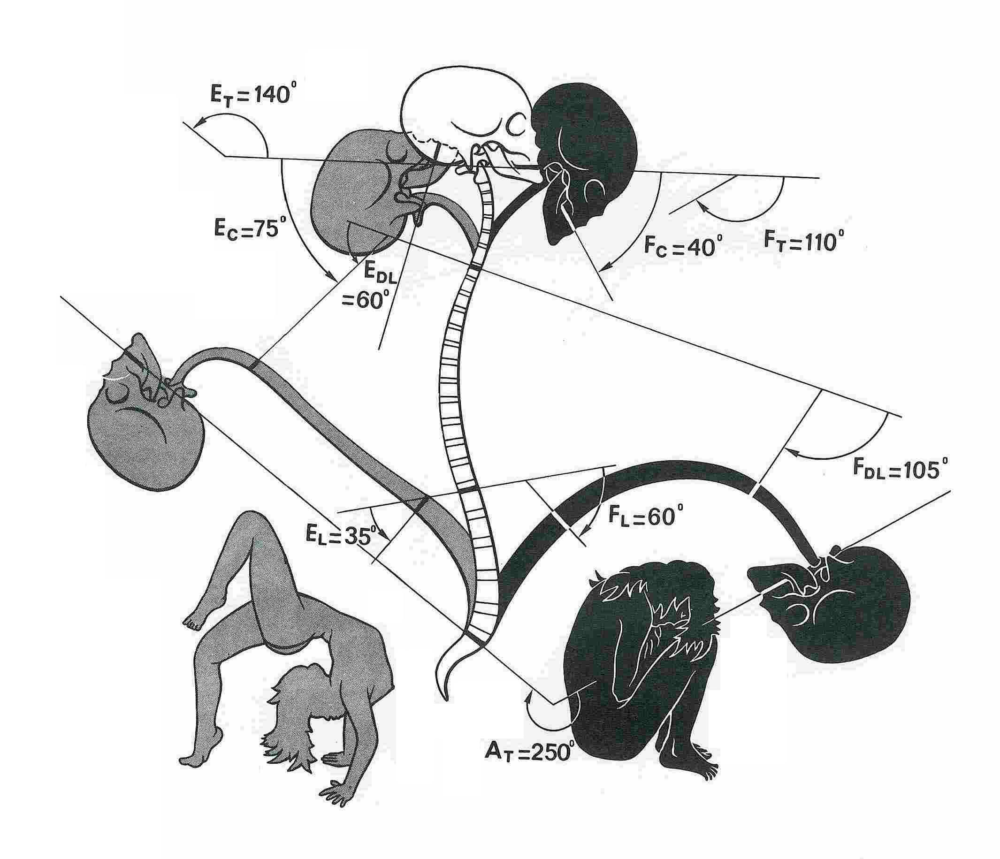 E_T = 140°
E_C = 75°
F_C = 40°
F_T = 110°
E_DL
= 60°
F_DL = 105°
F_L = 60°
E_L = 35°
A_T = 250°